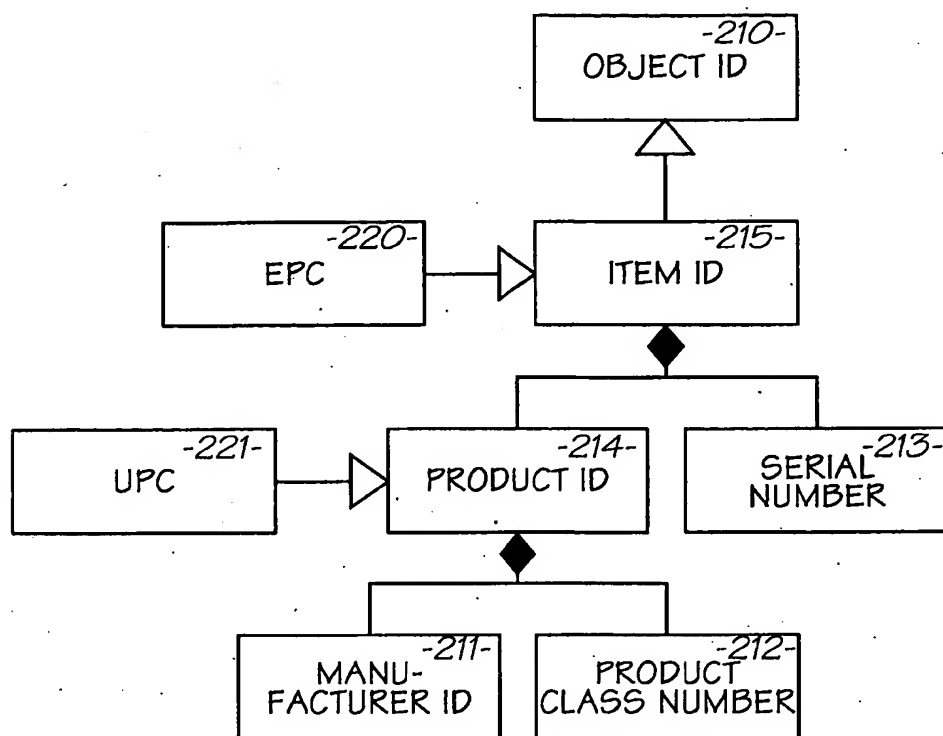 -210-
OBJECT ID
-220-
EPC
-215-
ITEM ID
-221-
UPC
-214-
PRODUCT ID
-213-
SERIAL
NUMBER
-211-
MANU-
FACTURER ID
-212-
PRODUCT
CLASS NUMBER